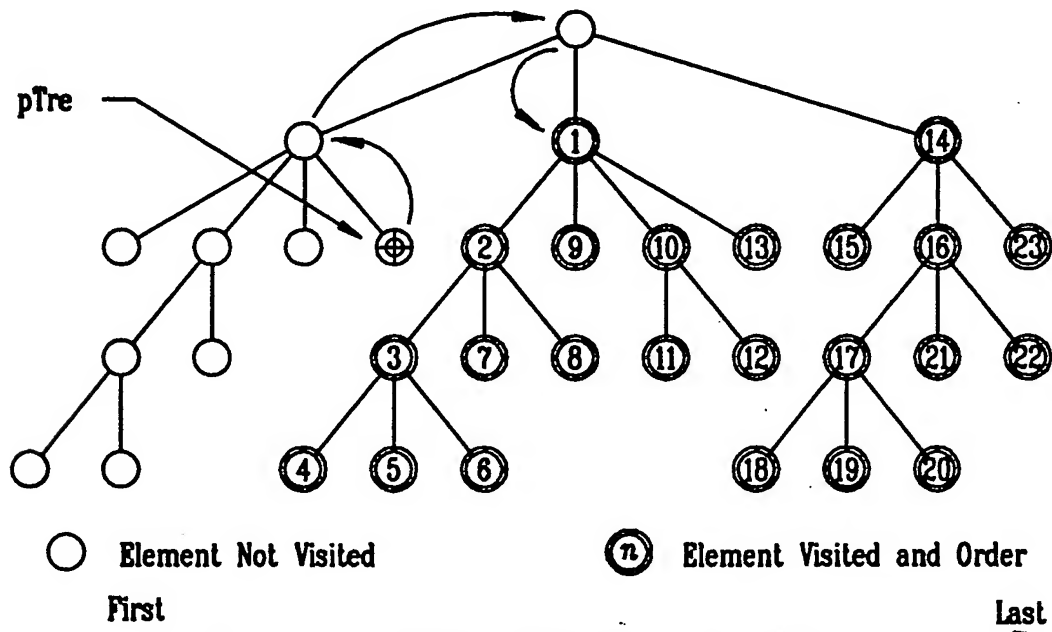 pTre
1 14
2 9 10 13 15 16 23
3 7 8 11 12 17 21 22
4 5 6 18 19 20
Element Not Visited
n Element Visited and Order
First Last